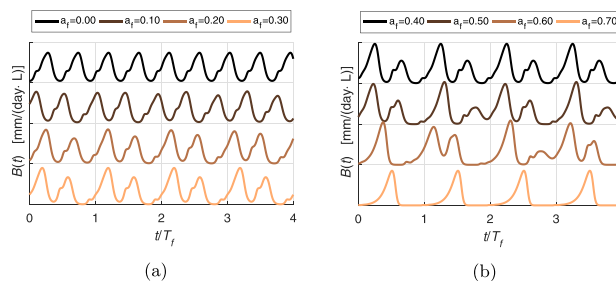 a_f=0.00 a_f=0.10 a_f=0.20 a_f=0.30
B(t) [mm/(day· L)]
0 1 2 3 4
t/T_f
(a)
a_f=0.40 a_f=0.50 a_f=0.60 a_f=0.70
B(t) [mm/(day· L)]
0 1 2 3
t/T_f
(b)